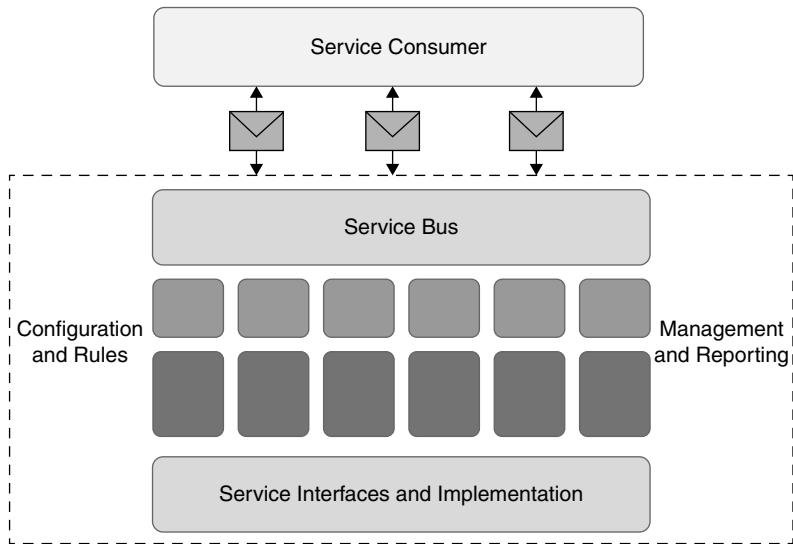 Service Consumer
Service Bus
Configuration
and Rules
Management
and Reporting
Service Interfaces and Implementation